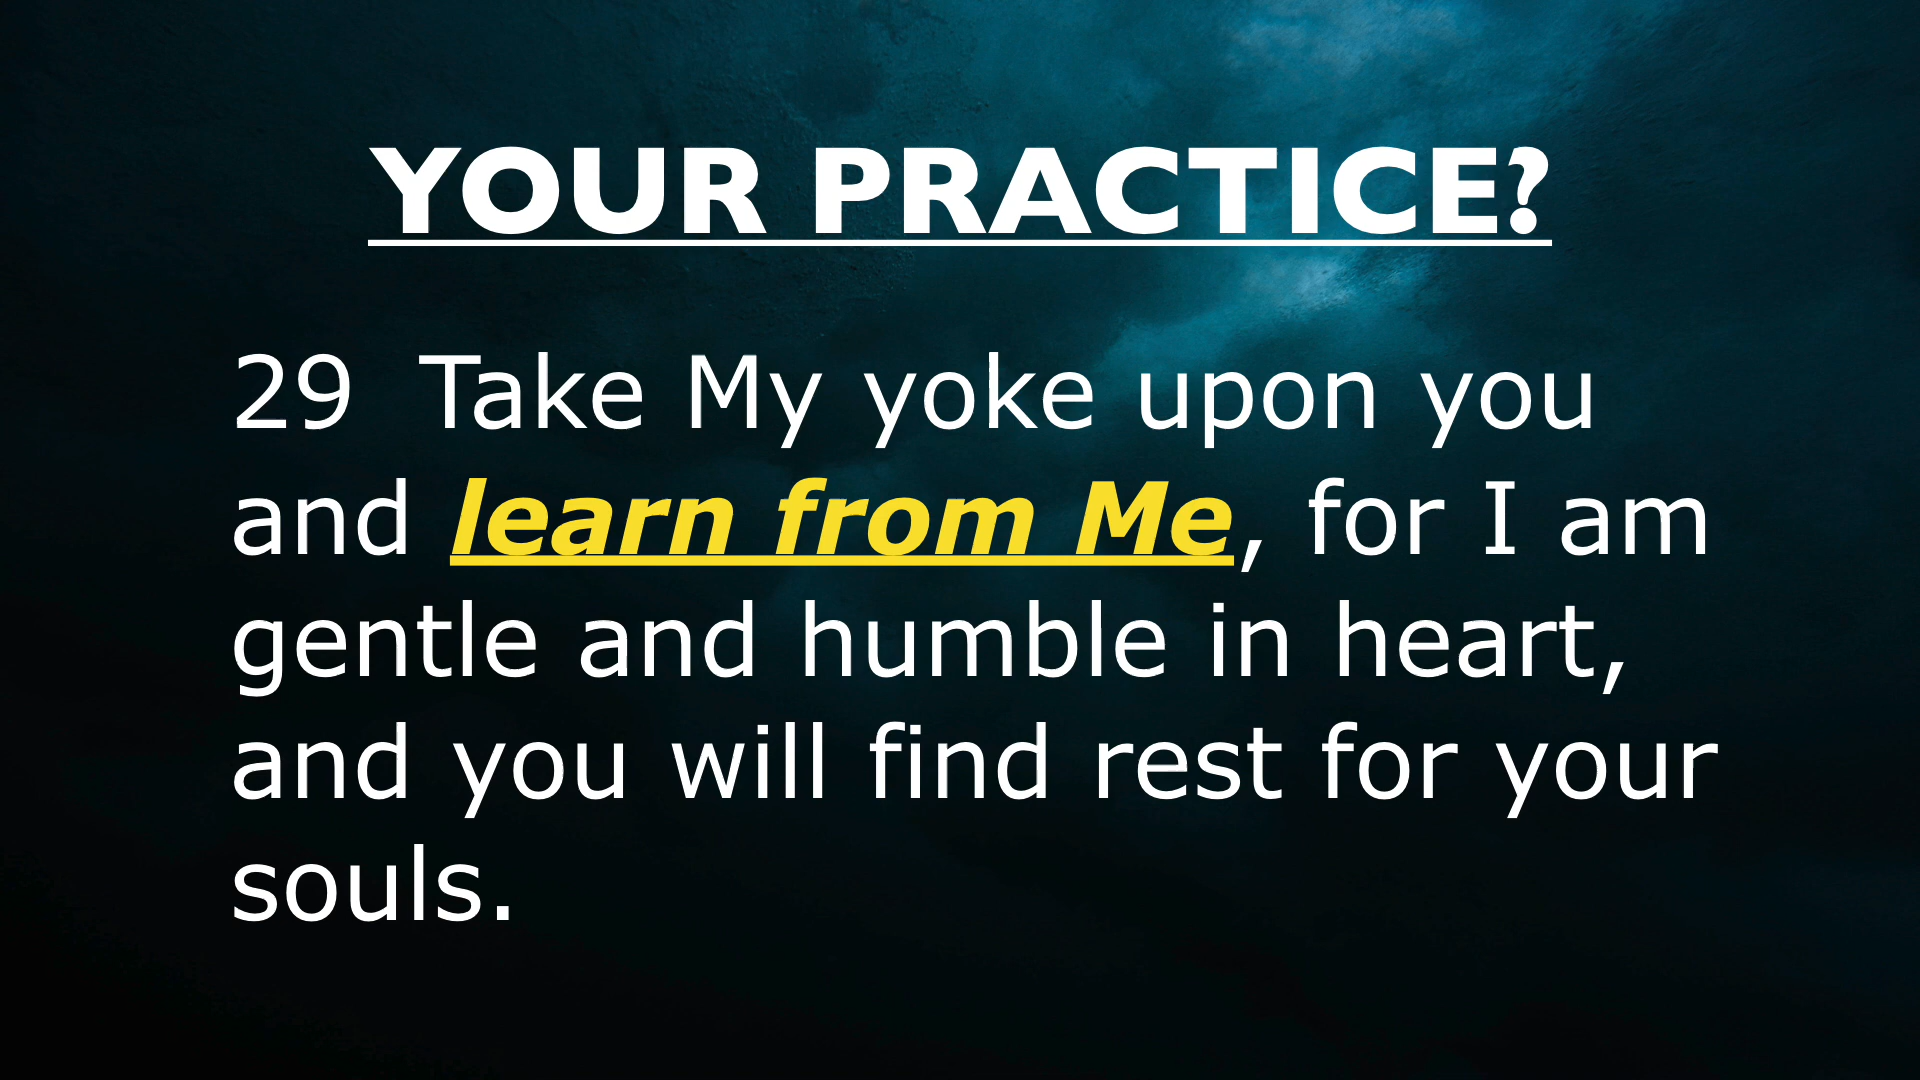 YOUR PRACTICE?
29  Take My yoke upon you
and learn from Me, for I am
gentle and humble in heart,
and you will find rest for your
souls.